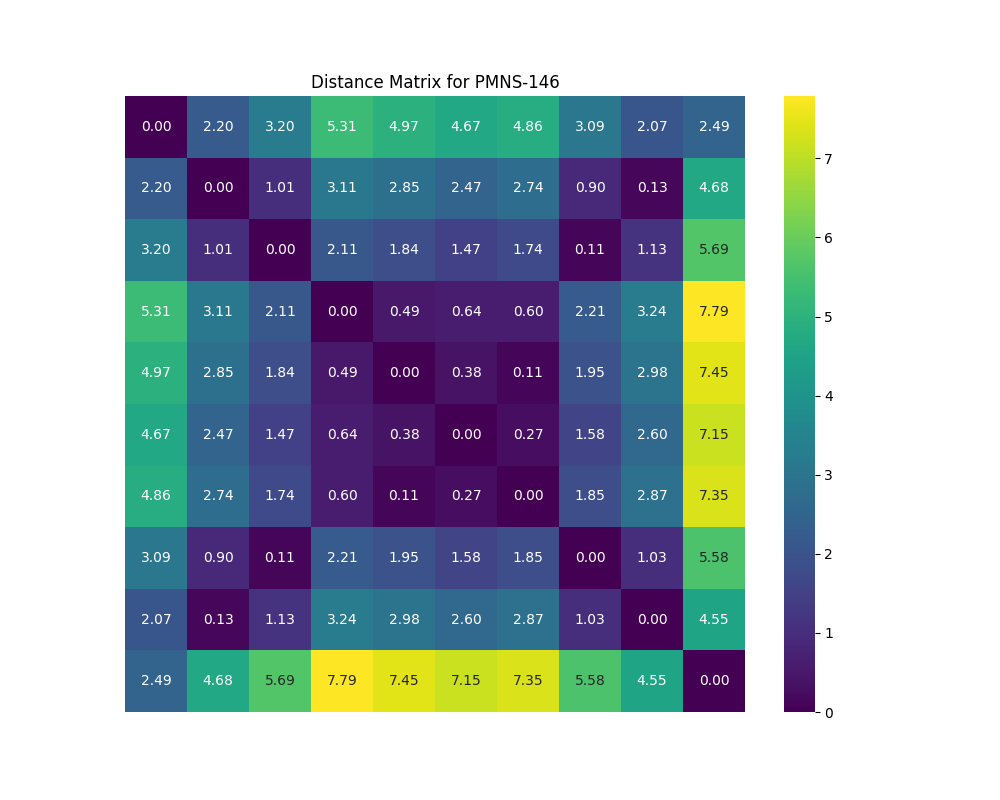 Distance Matrix for PMNS-146
0.00 2.20 3.20 5.31 4.97 4.67 4.86 3.09 2.07 2.49
2.20 0.00 1.01 3.11 2.85 2.47 2.74 0.90 0.13 4.68
3.20 1.01 0.00 2.11 1.84 1.47 1.74 0.11 1.13 5.69
5.31 3.11 2.11 0.00 0.49 0.64 0.60 2.21 3.24 7.79
4.97 2.85 1.84 0.49 0.00 0.38 0.11 1.95 2.98 7.45
4.67 2.47 1.47 0.64 0.38 0.00 0.27 1.58 2.60 7.15
4.86 2.74 1.74 0.60 0.11 0.27 0.00 1.85 2.87 7.35
3.09 0.90 0.11 2.21 1.95 1.58 1.85 0.00 1.03 5.58
2.07 0.13 1.13 3.24 2.98 2.60 2.87 1.03 0.00 4.55
2.49 4.68 5.69 7.79 7.45 7.15 7.35 5.58 4.55 0.00
7
6
5
4
3
2
1
0